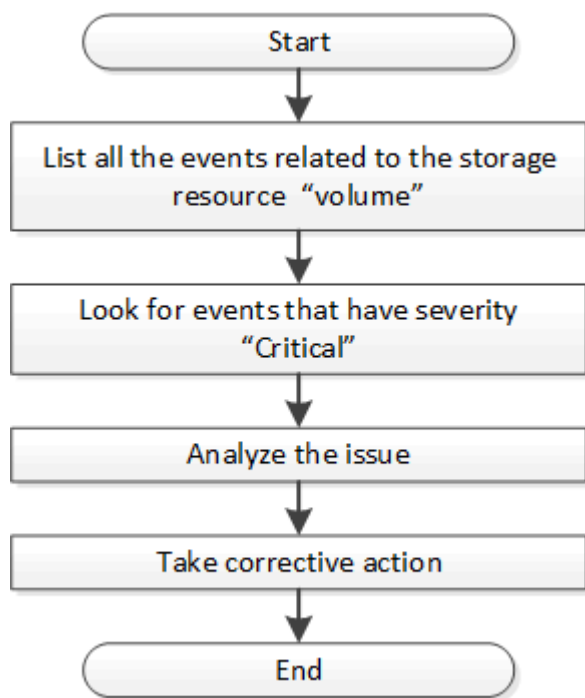 Start
List all the events related to the storage
resource “volume”
Look for events that have severity
“Critical”
Analyze the issue
Take corrective action
End